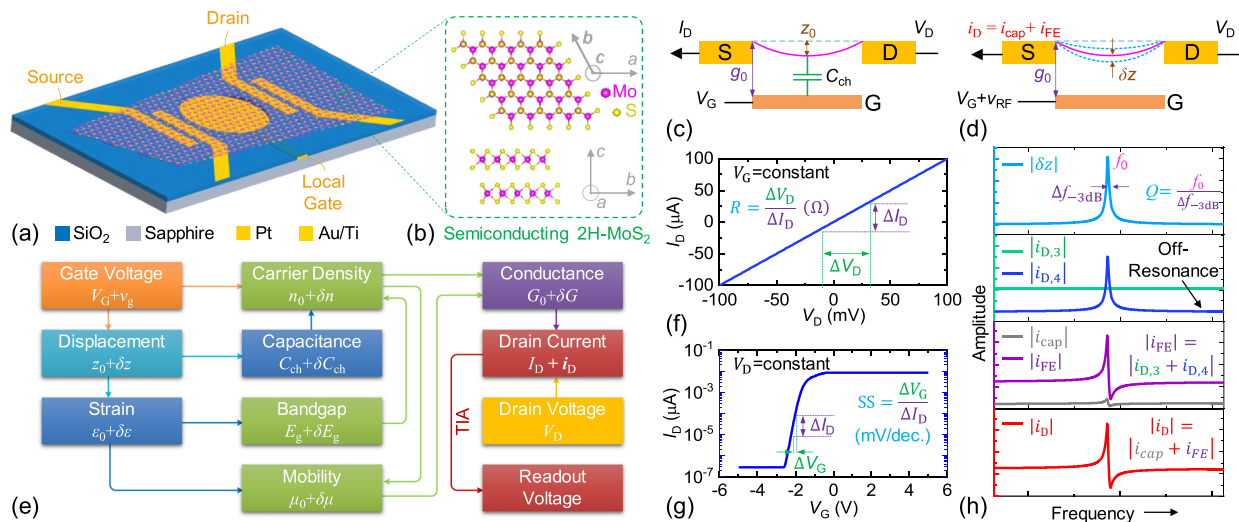 Drain
Source
Local
Gate
(a)
SiO2
Sapphire
Pt
Au/Ti
b
c
a
Mo
S
c
b
a
(b)
Semiconducting 2H-MoS2
ID
z0
VD
S
D
g0
Cch
VG
G
(c)
iD = icap+ iFE
VD
S
D
g0
δz
VG+vRF
G
(d)
Gate Voltage
VG+vg
Carrier Density
n0+δn
Conductance
G0+δG
Displacement
z0+δz
Capacitance
Cch+δCch
Drain Current
ID + iD
Strain
ε0+δε
Bandgap
Eg+δEg
Drain Voltage
VD
TIA
Mobility
μ0+δμ
Readout
Voltage
(e)
100
50
0
-50
-100
ID (μA)
VG=constant
R = ΔVD/ΔID (Ω)
ΔID
ΔVD
-100
-50
0
50
100
VD (mV)
(f)
10⁻¹
10⁻³
10⁻⁵
10⁻⁷
ID (μA)
VD=constant
SS = ΔVG/ΔID
(mV/dec.)
ΔID
ΔVG
-6
-4
-2
0
2
4
6
VG (V)
(g)
|δz|
f0
Δf−3dB
Q= f0/Δf−3dB
|iD,3|
|iD,4|
Off-
Resonance
|icap|
|iFE|
|iFE| =
|iD,3 + iD,4|
|iD|
|iD| =
|icap + iFE|
Amplitude
Frequency
(h)